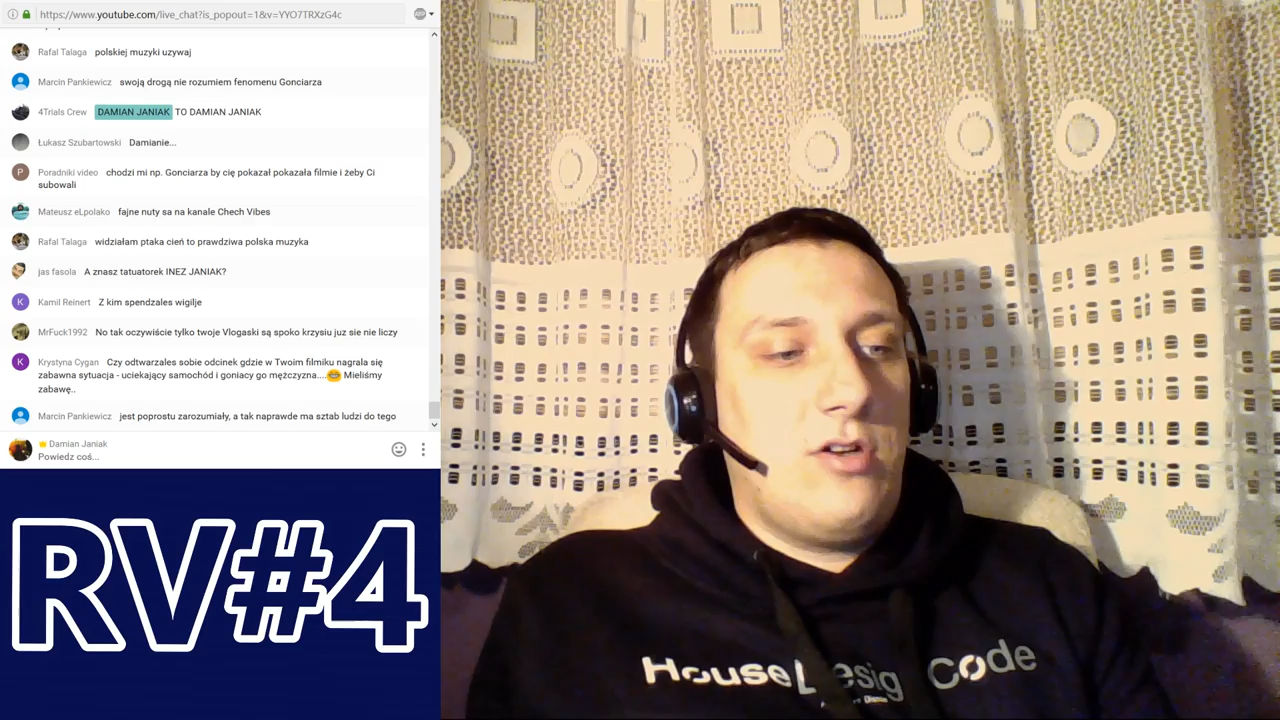 https://www.youtube.com/live_chat?is_popout=1&v=YYO7TRXzG4c
Rafal Talaga polskiej muzyki uzywaj
Marcin Pankiewicz swoją drogą nie rozumiem fenomenu Gonciarza
4Trials Crew DAMIAN JANIAK TO DAMIAN JANIAK
Łukasz Szubartowski Damianie...
P Poradniki video chodzi mi np. Gonciarza by cię pokazał pokazała filmie i żeby Ci
subowali
Mateusz eLpolako fajne nuty sa na kanale Chech Vibes
Rafal Talaga widziałam ptaka cień to prawdziwa polska muzyka
jas fasola A znasz tatuatorek INEZ JANIAK?
K Kamil Reinert Z kim spendzales wigilje
MrFuck1992 No tak oczywiście tylko twoje Vlogaski są spoko krzysiu juz sie nie liczy
K Krystyna Cygan Czy odtwarzales sobie odcinek gdzie w Twoim filmiku nagrala się
zabawna sytuacja - uciekający samochód i goniacy go mężczyzna.... Mieliśmy
zabawę..
Marcin Pankiewicz jest poprostu zarozumiały, a tak naprawde ma sztab ludzi do tego
Damian Janiak
Powiedz coś...
RV#4
House Desig Code